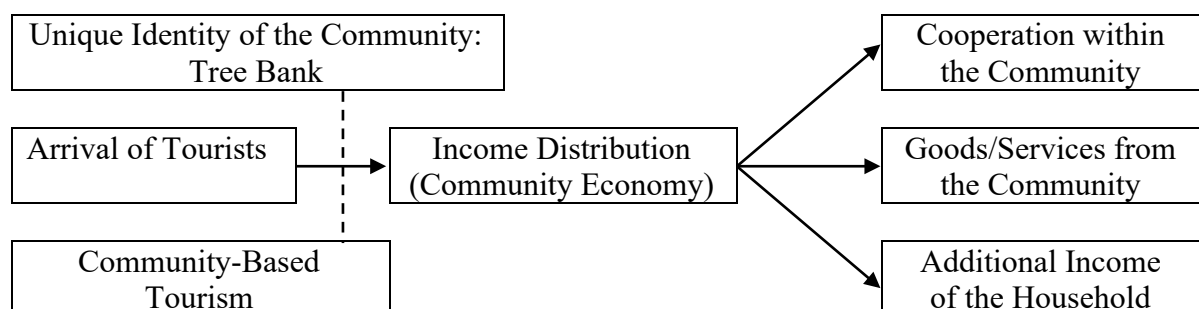 Unique Identity of the Community:
Tree Bank
Arrival of Tourists
Community-Based
Tourism
Income Distribution
(Community Economy)
Cooperation within
the Community
Goods/Services from
the Community
Additional Income
of the Household